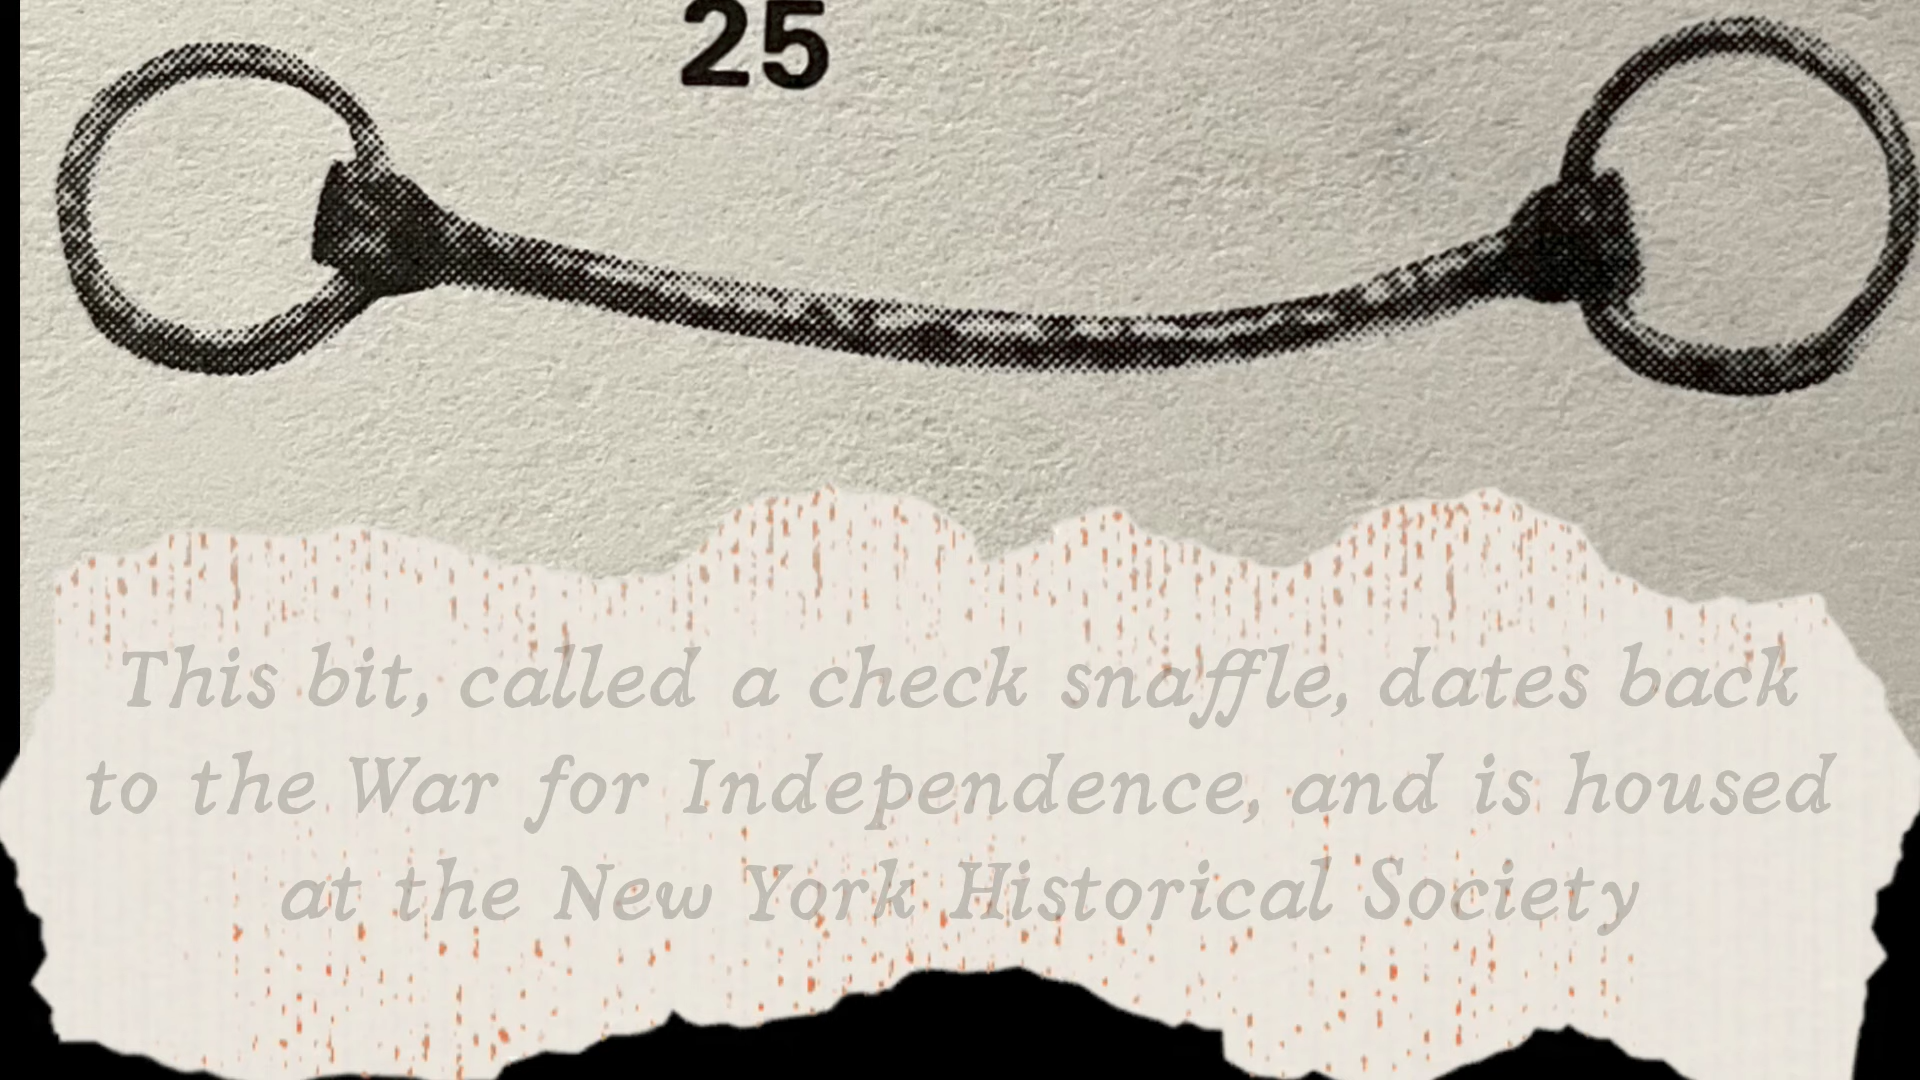 25
This bit, called a check snaffle, dates back
to the War for Independence, and is housed
at the New York Historical Society